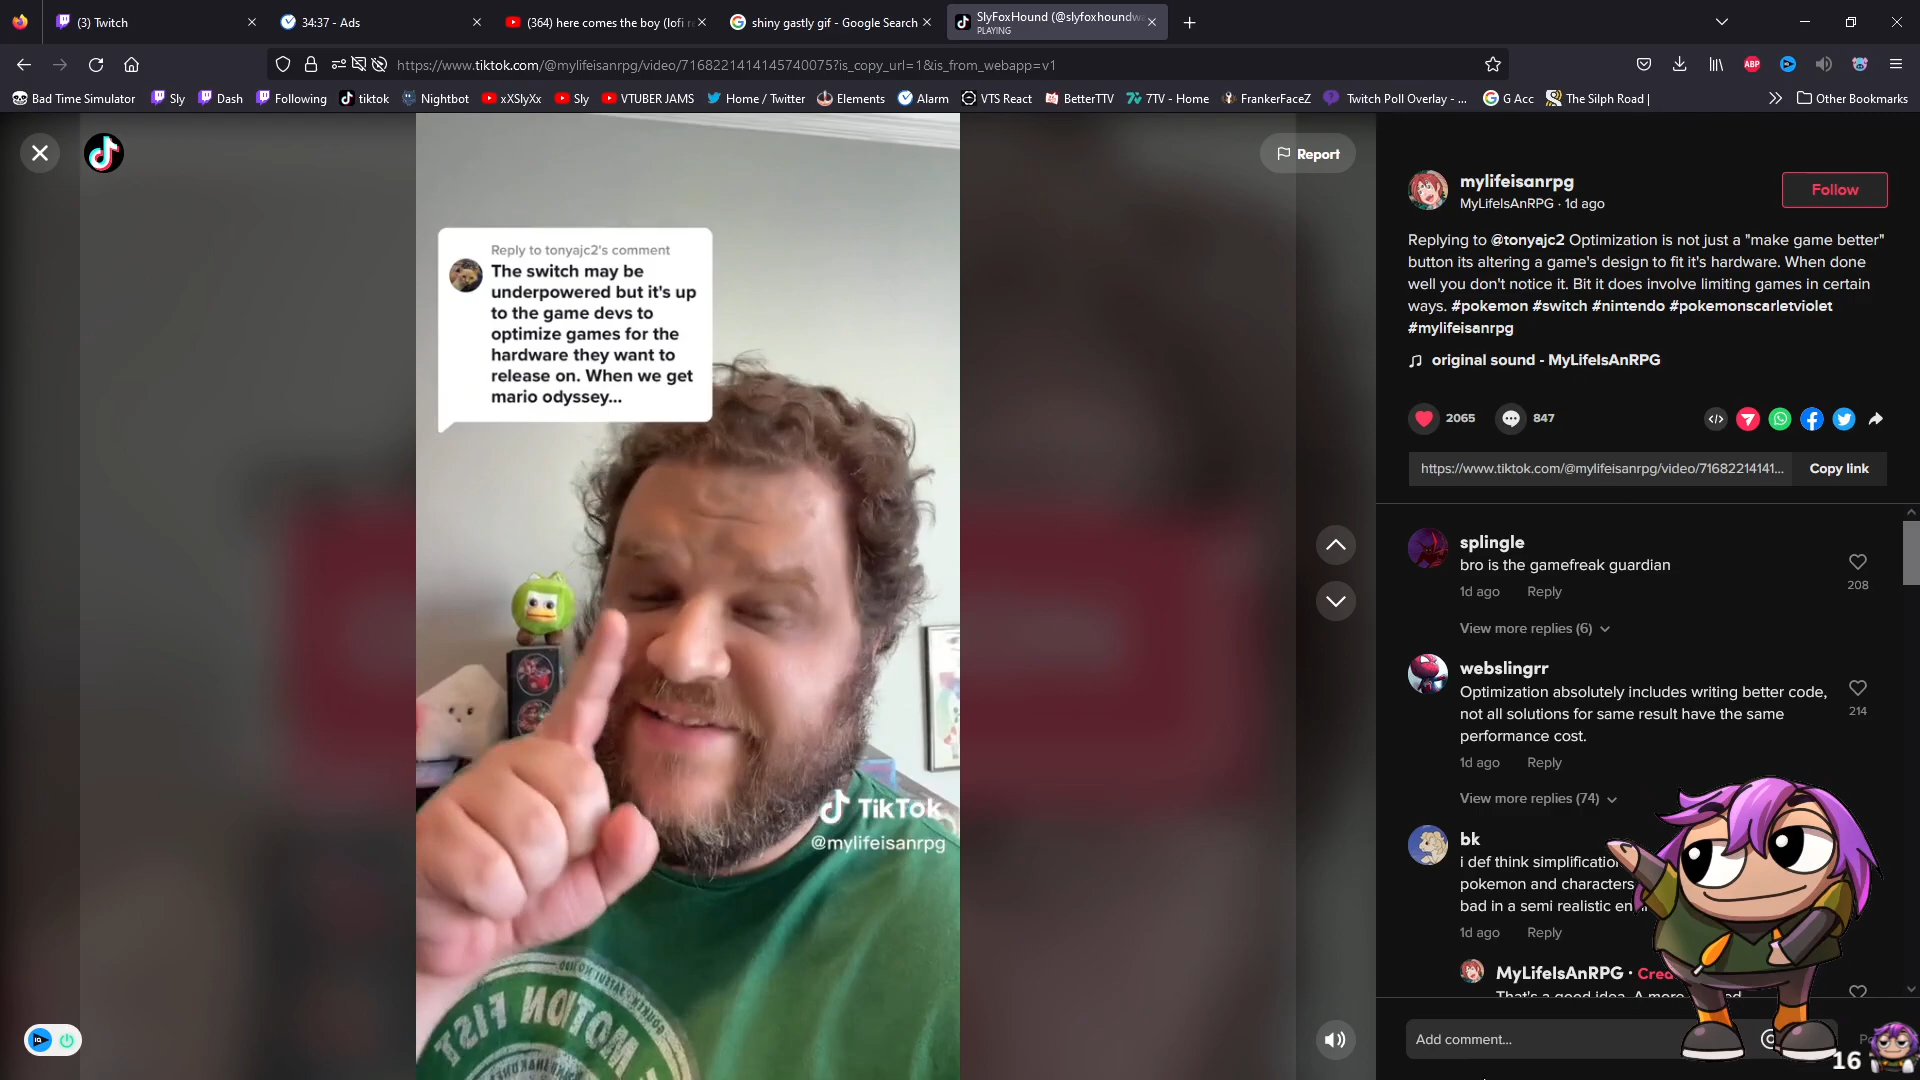 (3) Twitch
34:37 - Ads
(364) here comes the boy (lofi r
shiny gastly gif - Google Search
SlyFoxHound (@slyfoxhoundw
PLAYING
https://www.tiktok.com/@mylifeisanrpg/video/7168221414145740075?is_copy_url=1&is_from_webapp=v1
ABP
Bad Time Simulator
Sly
Dash
Following
tiktok
Nightbot
xXSlyXx
Sly
VTUBER JAMS
Home / Twitter
Elements
Alarm
VTS React
BetterTTV
7TV - Home
FrankerFaceZ
Twitch Poll Overlay - ...
G Acc
The Silph Road |
Other Bookmarks
Report
Reply to tonyajc2's comment
The switch may be
underpowered but it's up
to the game devs to
optimize games for the
hardware they want to
release on. When we get
mario odyssey...
TikTok
@mylifeisanrpg
MOTION FIST
mylifeisanrpg
MyLifeIsAnRPG · 1d ago
Follow
Replying to @tonyajc2 Optimization is not just a "make game better"
button its altering a game's design to fit it's hardware. When done
well you don't notice it. Bit it does involve limiting games in certain
ways. #pokemon #switch #nintendo #pokemonscarletviolet
#mylifeisanrpg
original sound - MyLifeIsAnRPG
2065
847
https://www.tiktok.com/@mylifeisanrpg/video/71682214141...
Copy link
splingle
bro is the gamefreak guardian
1d ago Reply
208
View more replies (6)
webslingrr
Optimization absolutely includes writing better code,
not all solutions for same result have the same
performance cost.
214
1d ago Reply
View more replies (74)
bk
i def think simplification
pokemon and characters
bad in a semi realistic en
1d ago Reply
MyLifeIsAnRPG · Crea
That's a good idea. A more
Add comment...
16